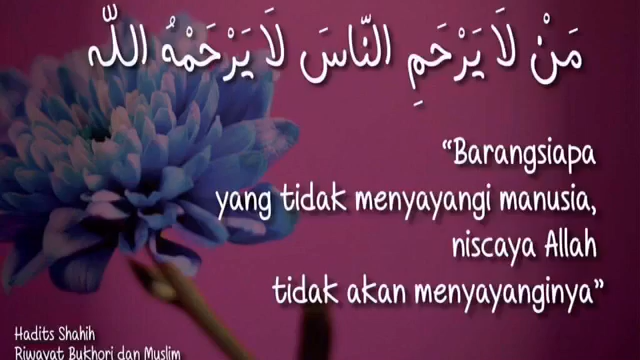 مَنْ لَا يَرْحَمِ النَّاسَ لَا يَرْحَمْهُ اللّٰه
“Barangsiapa
yang tidak menyayangi manusia,
niscaya Allah
tidak akan menyayanginya”
Hadits Shahih
Riwayat Bukhori dan Muslim